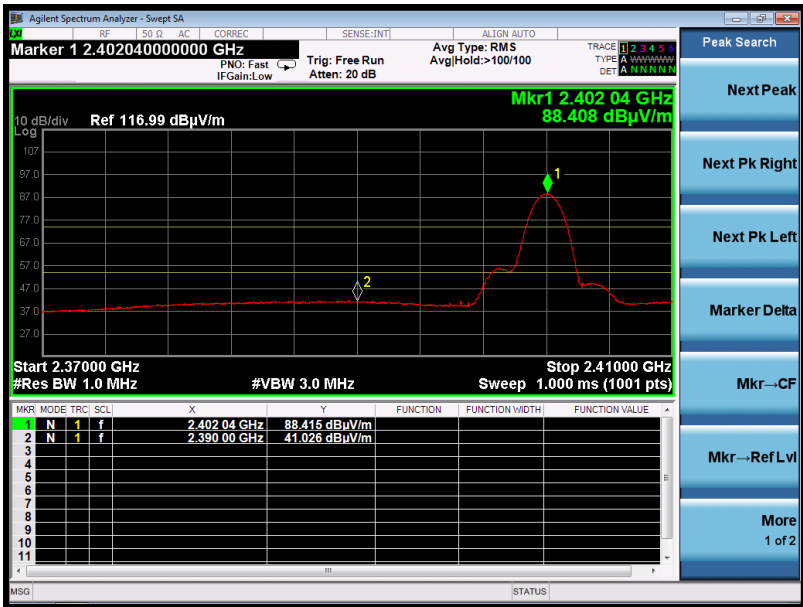 Agilent Spectrum Analyzer - Swept SA
LXI RF 50 Ω AC CORREC SENSE:INT ALIGN AUTO
Marker 1 2.402040000000 GHz
PNO: Fast
IFGain:Low
Trig: Free Run
Atten: 20 dB
Avg Type: RMS
Avg|Hold:>100/100
TRACE 1 2 3 4 5 6
TYPE A WWWWW
DET A N N N N N
Peak Search
Next Peak
Next Pk Right
Next Pk Left
Marker Delta
Mkr→CF
Mkr→Ref Lvl
More
1 of 2
Mkr1 2.402 04 GHz
88.408 dBµV/m
10 dB/div Ref 116.99 dBµV/m
Log
107
97.0
87.0
77.0
67.0
57.0
47.0
37.0
27.0
1
2
Start 2.37000 GHz Stop 2.41000 GHz
#Res BW 1.0 MHz #VBW 3.0 MHz Sweep 1.000 ms (1001 pts)
MKR MODE TRC SCL X Y FUNCTION FUNCTION WIDTH FUNCTION VALUE
1 N 1 f 2.402 04 GHz 88.415 dBµV/m
2 N 1 f 2.390 00 GHz 41.026 dBµV/m
3
4
5
6
7
8
9
10
11
MSG STATUS